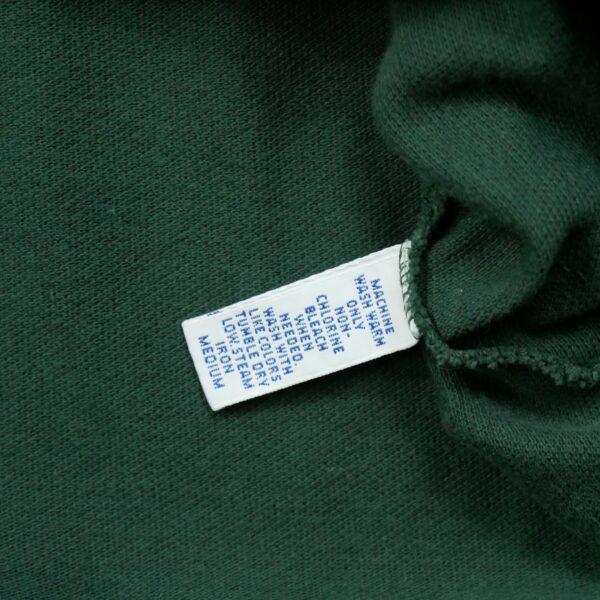 MACHINE
WASH WARM
ONLY
NON-
CHLORINE
BLEACH
WHEN
NEEDED.
WASH WITH
LIKE COLORS
TUMBLE DRY
LOW. STEAM
IRON
MEDIUM